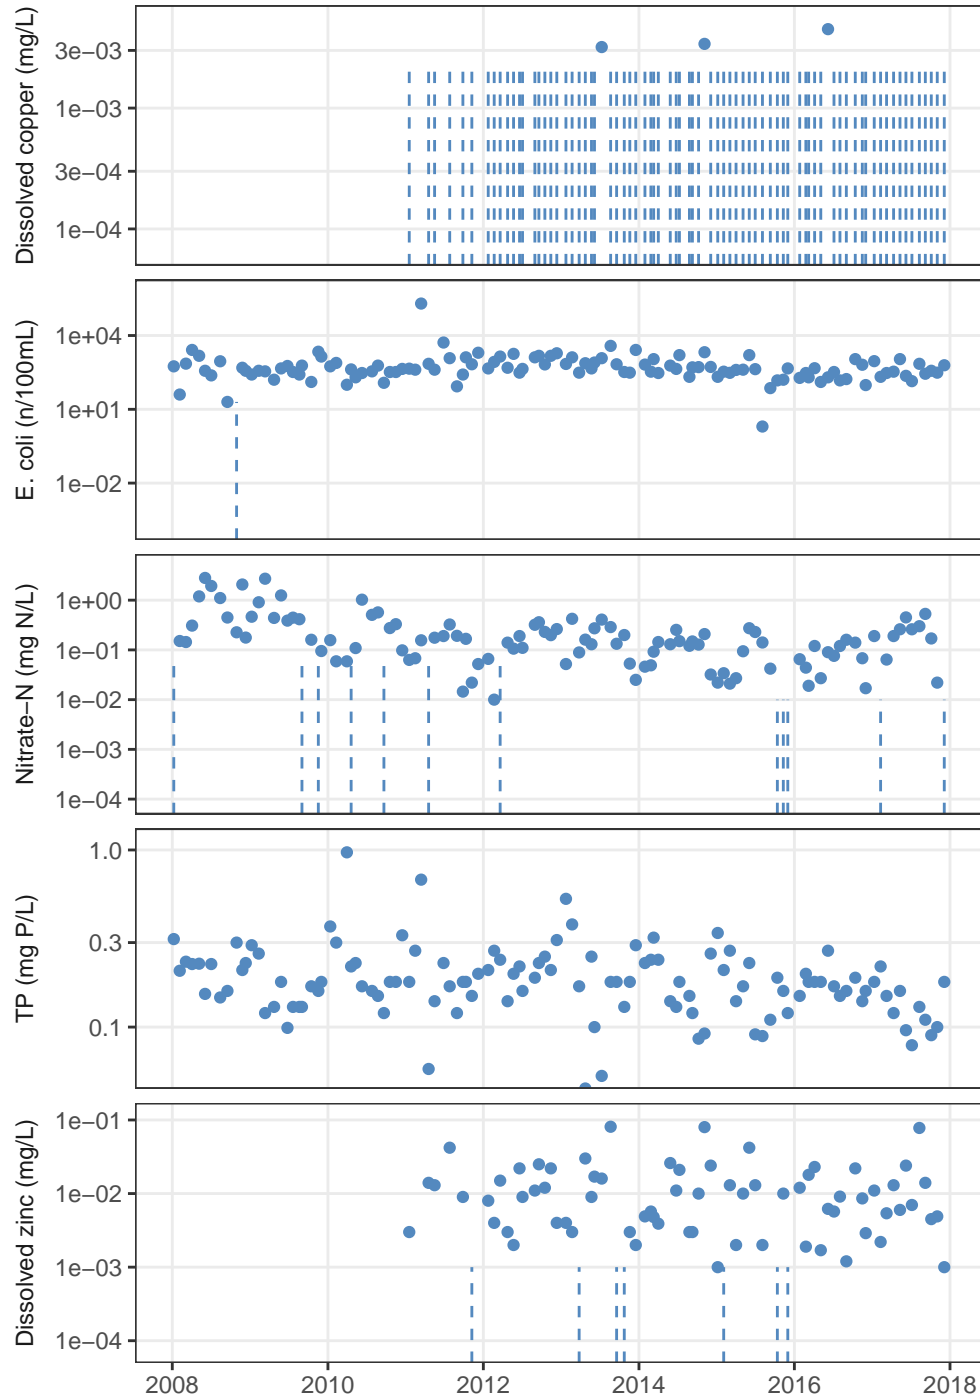 Dissolved copper (mg/L)
3e−03
1e−03
3e−04
1e−04
E. coli (n/100mL)
1e+04
1e+01
1e−02
Nitrate−N (mg N/L)
1e+00
1e−01
1e−02
1e−03
1e−04
TP (mg P/L)
1.0
0.3
0.1
Dissolved zinc (mg/L)
1e−01
1e−02
1e−03
1e−04
2008 2010 2012 2014 2016 2018